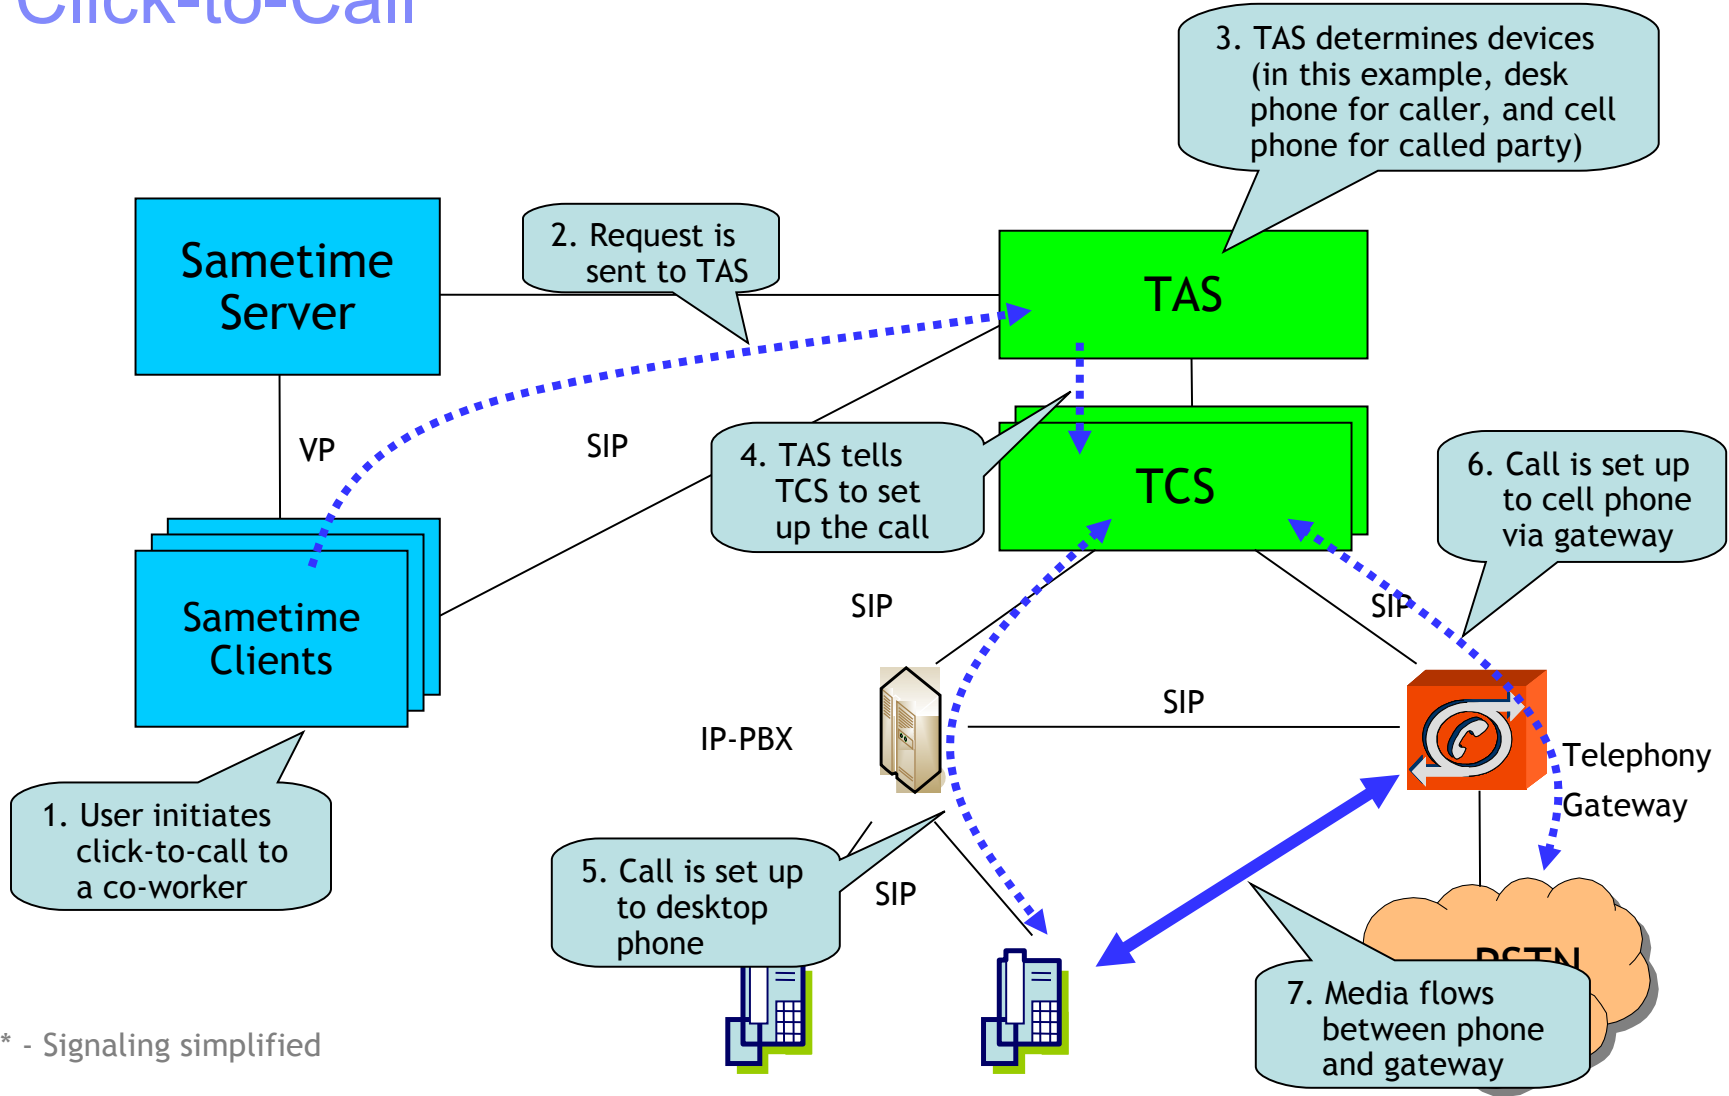 Click-to-Call
3. TAS determines devices
(in this example, desk
phone for caller, and cell
phone for called party)
2. Request is
sent to TAS
Sametime
Server
TAS
VP
SIP
4. TAS tells
TCS to set
up the call
TCS
6. Call is set up
to cell phone
via gateway
Sametime
Clients
SIP
SIP
SIP
IP-PBX
Telephony
Gateway
1. User initiates
click-to-call to
a co-worker
5. Call is set up
to desktop
phone
SIP
PSTN
7. Media flows
between phone
and gateway
* - Signaling simplified